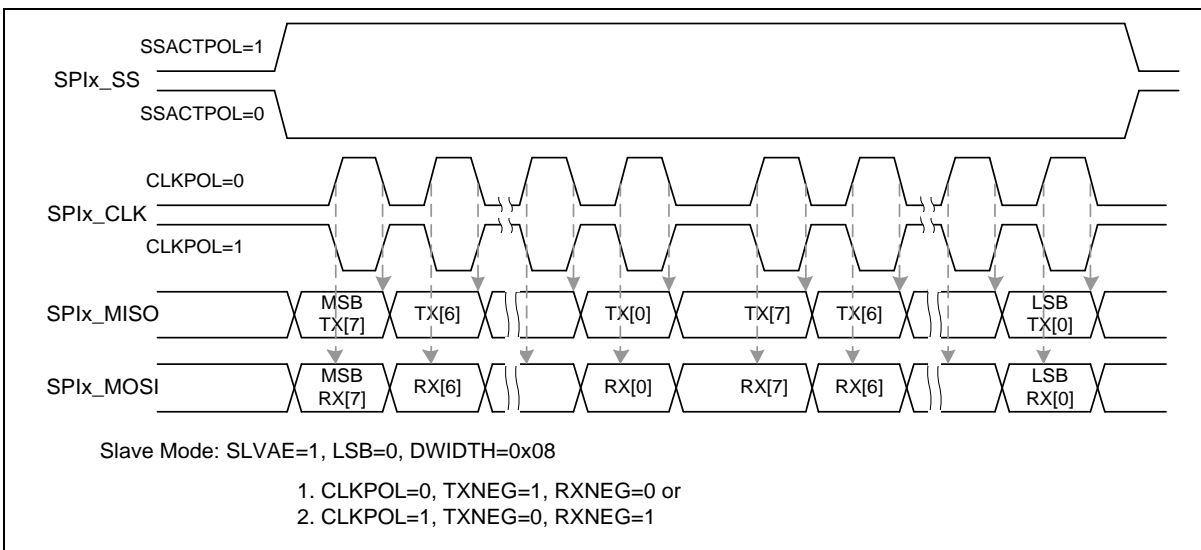 SSACTPOL=1
SPIx_SS
SSACTPOL=0
CLKPOL=0
SPIx_CLK
CLKPOL=1
SPIx_MISO
MSB
TX[7]
TX[6]
TX[0]
TX[7]
TX[6]
LSB
TX[0]
SPIx_MOSI
MSB
RX[7]
RX[6]
RX[0]
RX[7]
RX[6]
LSB
RX[0]
Slave Mode: SLVAE=1, LSB=0, DWIDTH=0x08
1. CLKPOL=0, TXNEG=1, RXNEG=0 or
2. CLKPOL=1, TXNEG=0, RXNEG=1